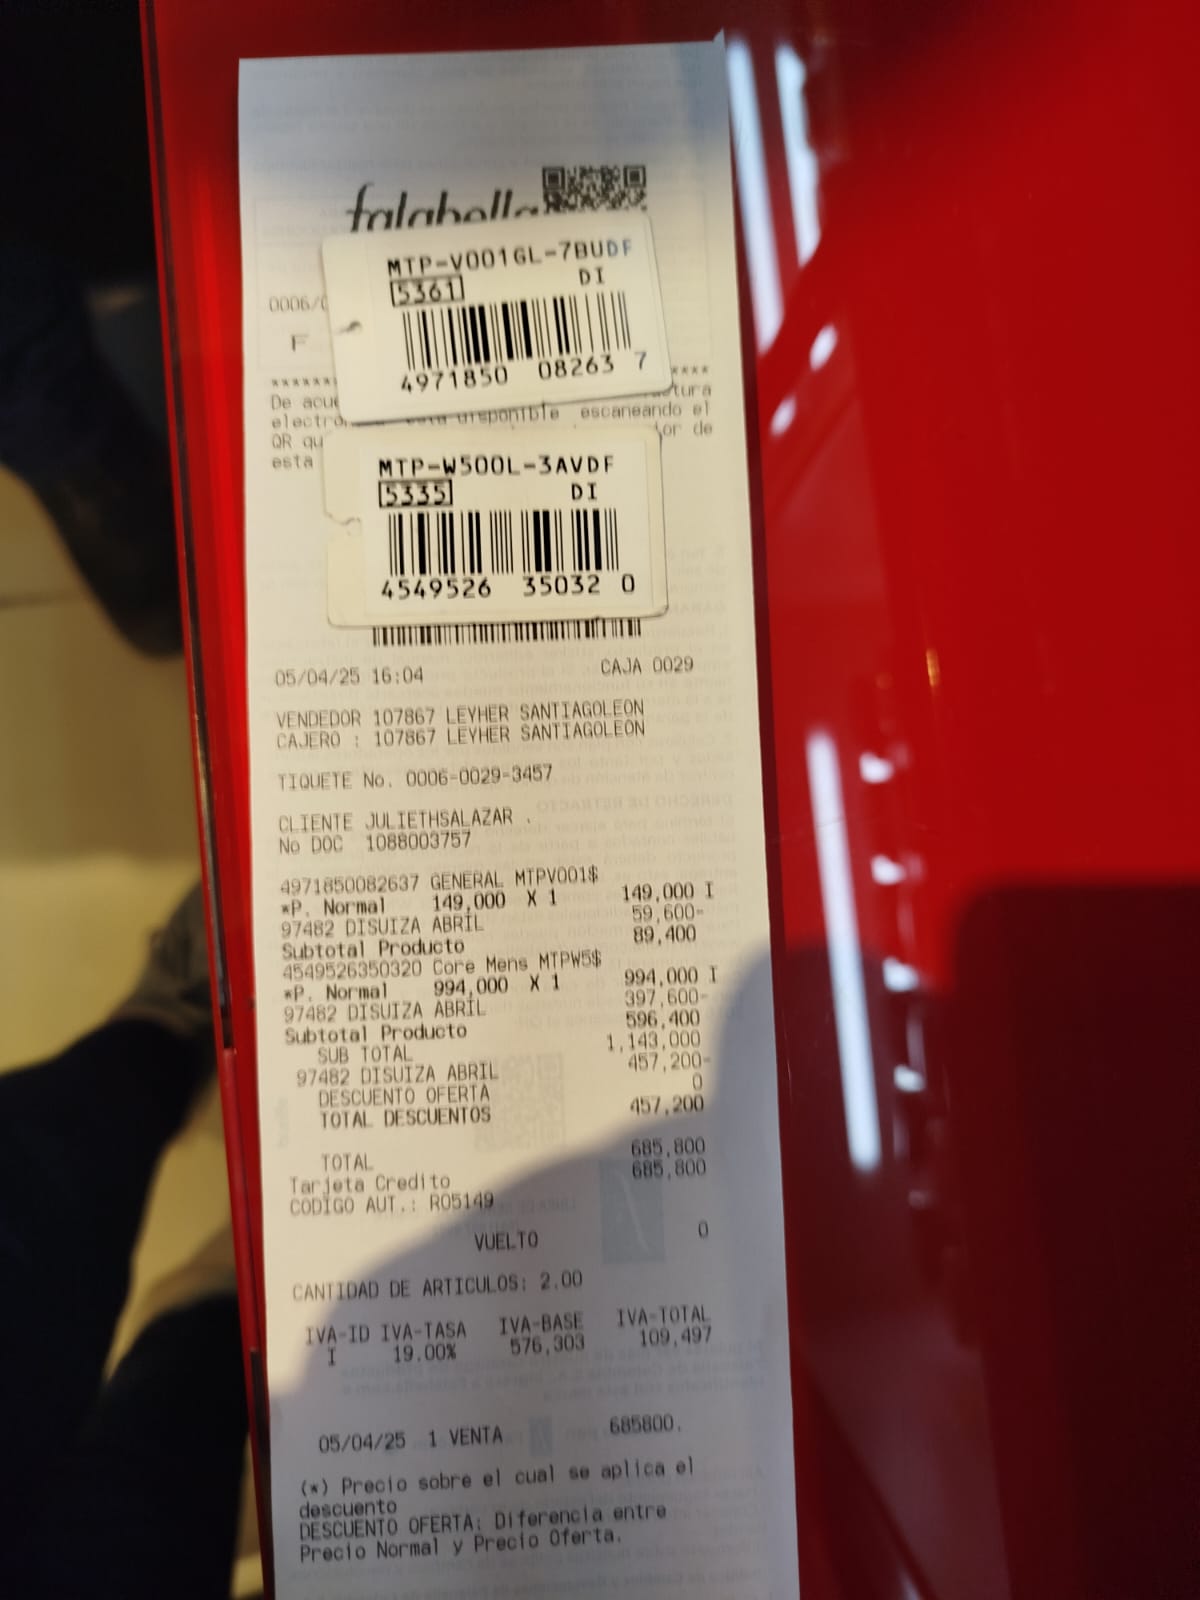 falabella
MTP-V001GL-7BUDF
5361 DI
4971850 08263 7
0006/0
F
*******
****
De acue
ctura
electró
está disponible escaneando el
QR qu
or de
esta
MTP-W500L-3AVDF
5335 DI
4549526 35032 0
05/04/25 16:04 CAJA 0029
VENDEDOR 107867 LEYHER SANTIAGOLEON
CAJERO : 107867 LEYHER SANTIAGOLEON
TIQUETE No. 0006-0029-3457
CLIENTE JULIETHSALAZAR .
No DOC 1088003757
4971850082637 GENERAL MTPV001$
*P. Normal 149,000 X 1 149,000 I
97482 DISUIZA ABRIL 59,600-
Subtotal Producto 89,400
4549526350320 Core Mens MTPW5$
*P. Normal 994,000 X 1 994,000 I
97482 DISUIZA ABRIL 397,600-
Subtotal Producto 596,400
SUB TOTAL 1,143,000
97482 DISUIZA ABRIL 457,200-
DESCUENTO OFERTA 0
TOTAL DESCUENTOS 457,200
TOTAL 685,800
Tarjeta Credito 685,800
CODIGO AUT.: R05149
VUELTO 0
CANTIDAD DE ARTICULOS: 2.00
IVA-ID IVA-TASA IVA-BASE IVA-TOTAL
I 19.00% 576,303 109,497
05/04/25 1 VENTA 685800.
(*) Precio sobre el cual se aplica el
descuento
DESCUENTO OFERTA: Diferencia entre
Precio Normal y Precio Oferta.